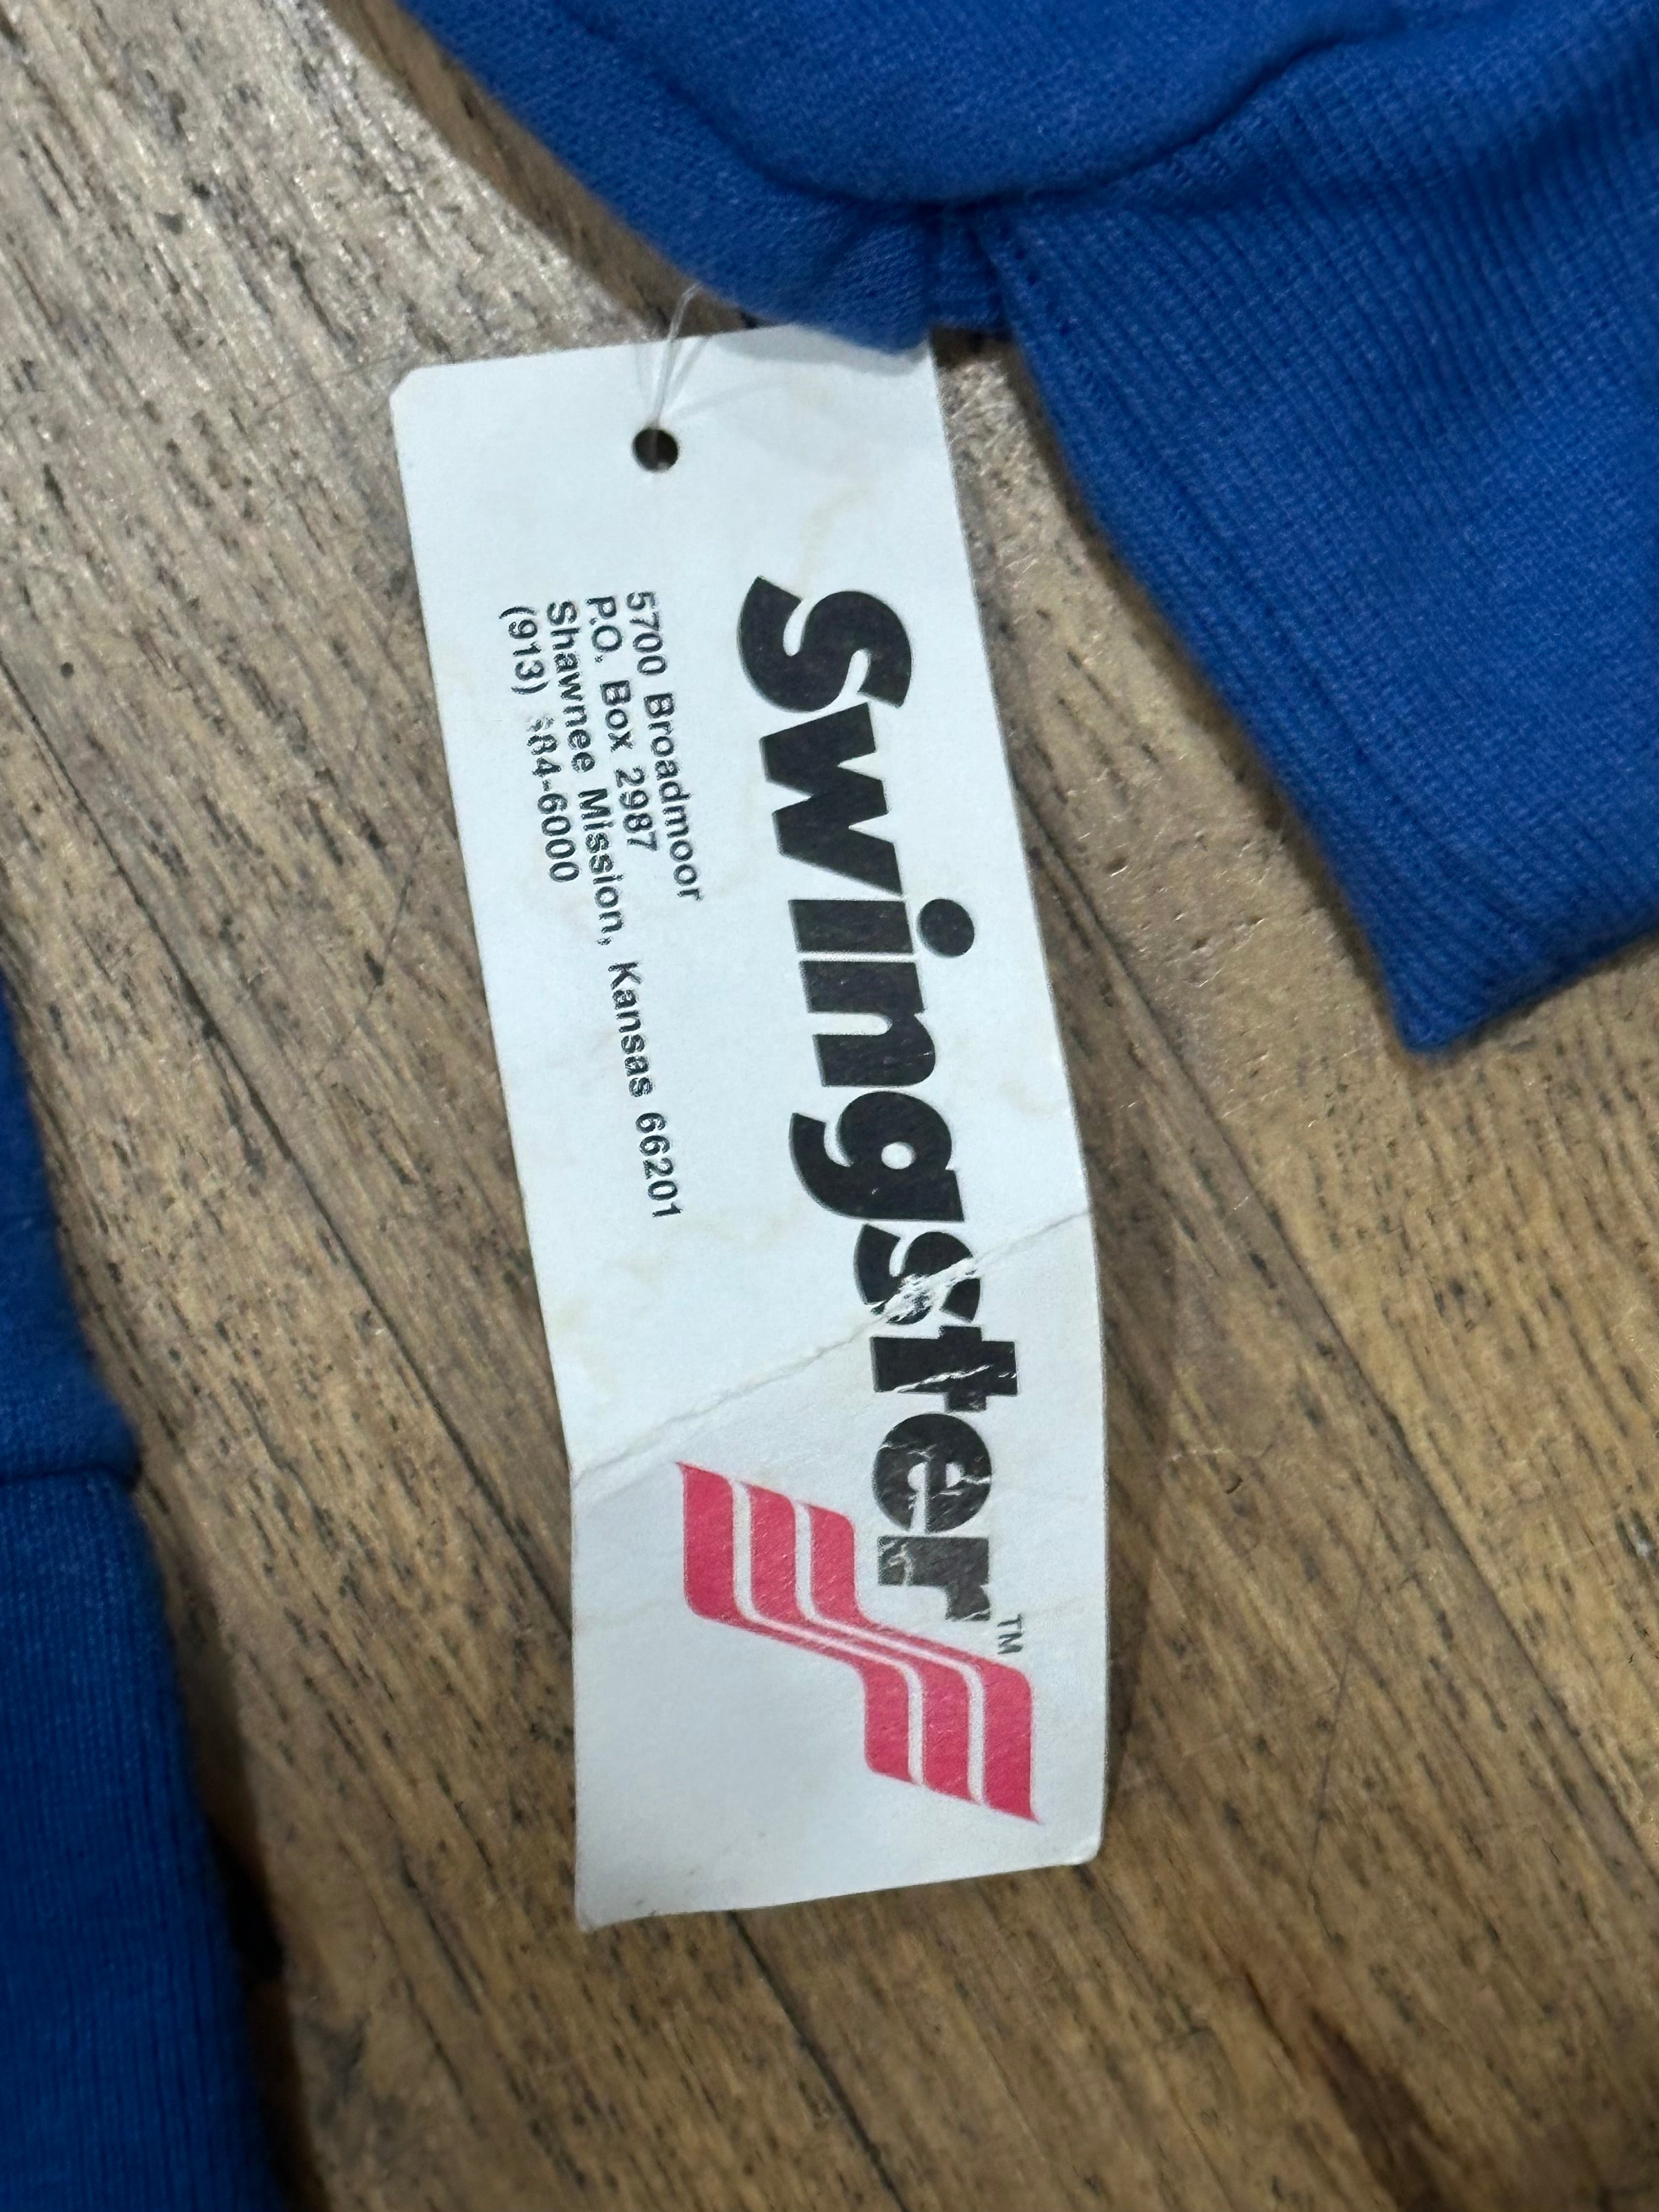 Swingster™
5700 Broadmoor
P.O. Box 2987
Shawnee Mission, Kansas 66201
(913)